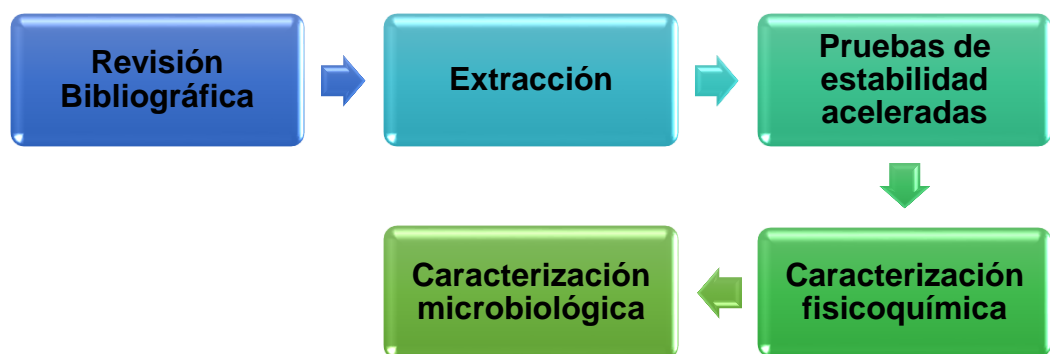 Revisión
Bibliográfica
Extracción
Pruebas de
estabilidad
aceleradas
Caracterización
fisicoquímica
Caracterización
microbiológica